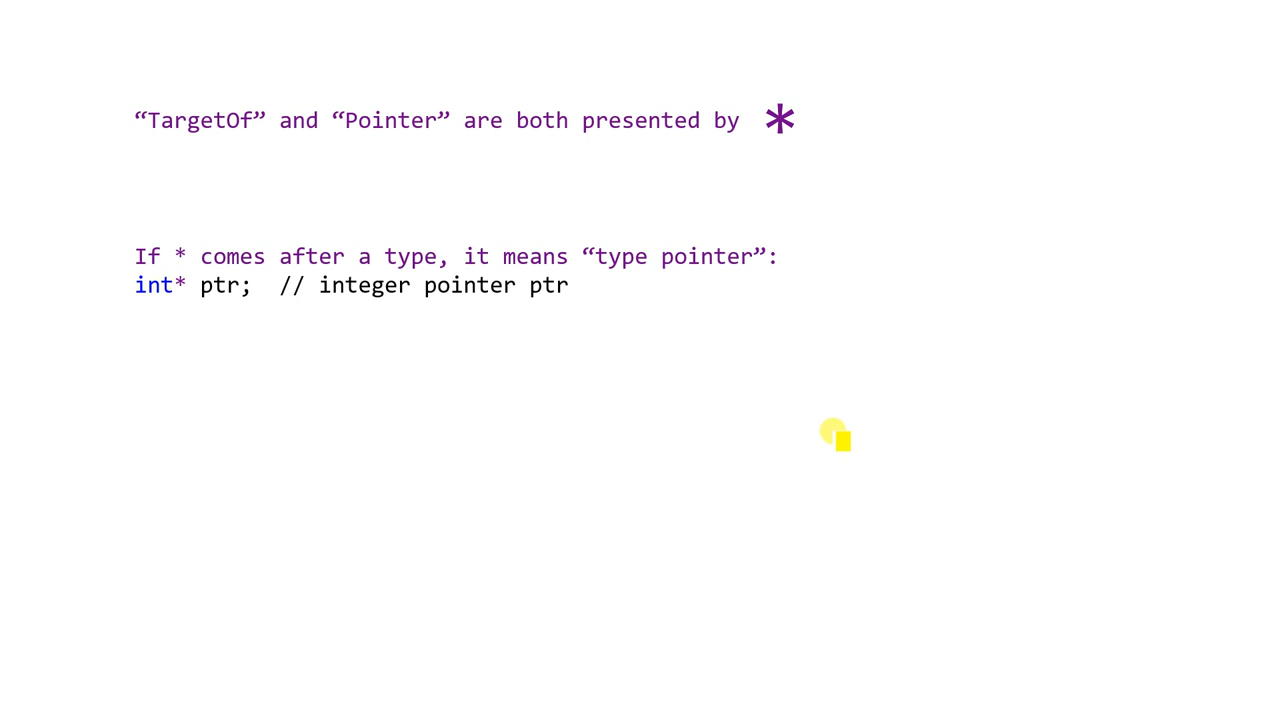 “TargetOf” and “Pointer” are both presented by *
If * comes after a type, it means “type pointer”:
int* ptr;  // integer pointer ptr